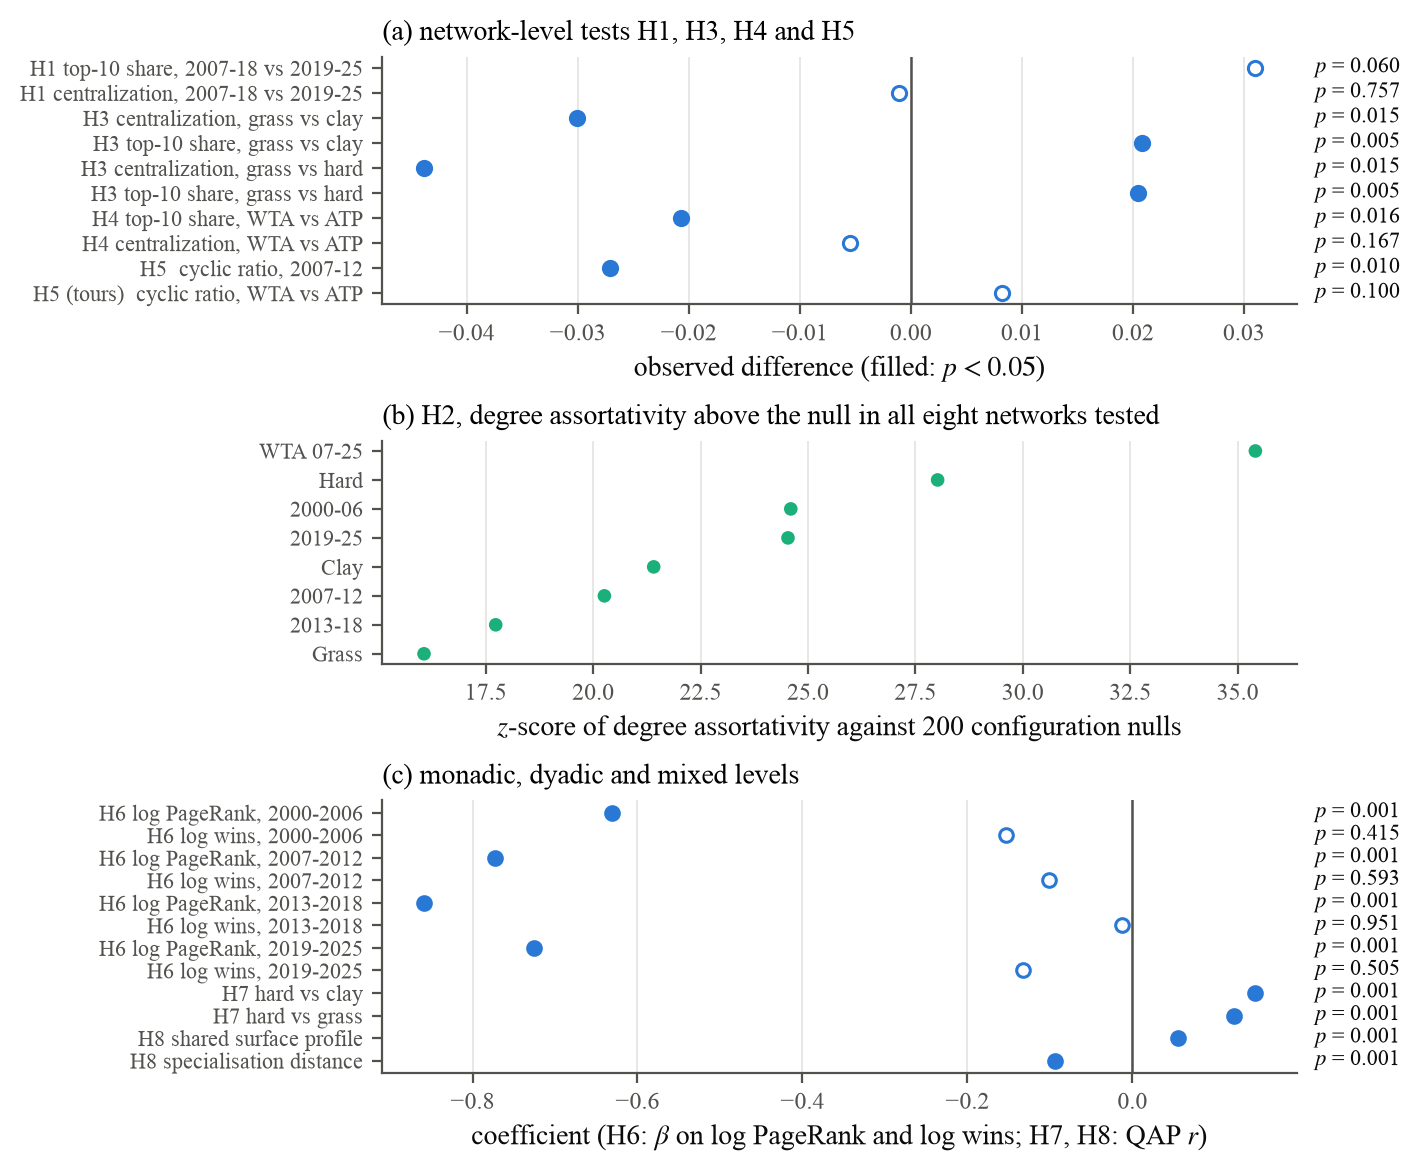 (a) network-level tests H1, H3, H4 and H5
H1 top-10 share, 2007-18 vs 2019-25 p = 0.060
H1 centralization, 2007-18 vs 2019-25 p = 0.757
H3 centralization, grass vs clay p = 0.015
H3 top-10 share, grass vs clay p = 0.005
H3 centralization, grass vs hard p = 0.015
H3 top-10 share, grass vs hard p = 0.005
H4 top-10 share, WTA vs ATP p = 0.016
H4 centralization, WTA vs ATP p = 0.167
H5  cyclic ratio, 2007-12 p = 0.010
H5 (tours)  cyclic ratio, WTA vs ATP p = 0.100
−0.04 −0.03 −0.02 −0.01 0.00 0.01 0.02 0.03
observed difference (filled: p < 0.05)
(b) H2, degree assortativity above the null in all eight networks tested
WTA 07-25
Hard
2000-06
2019-25
Clay
2007-12
2013-18
Grass
17.5 20.0 22.5 25.0 27.5 30.0 32.5 35.0
z-score of degree assortativity against 200 configuration nulls
(c) monadic, dyadic and mixed levels
H6 log PageRank, 2000-2006 p = 0.001
H6 log wins, 2000-2006 p = 0.415
H6 log PageRank, 2007-2012 p = 0.001
H6 log wins, 2007-2012 p = 0.593
H6 log PageRank, 2013-2018 p = 0.001
H6 log wins, 2013-2018 p = 0.951
H6 log PageRank, 2019-2025 p = 0.001
H6 log wins, 2019-2025 p = 0.505
H7 hard vs clay p = 0.001
H7 hard vs grass p = 0.001
H8 shared surface profile p = 0.001
H8 specialisation distance p = 0.001
−0.8 −0.6 −0.4 −0.2 0.0
coefficient (H6: β on log PageRank and log wins; H7, H8: QAP r)